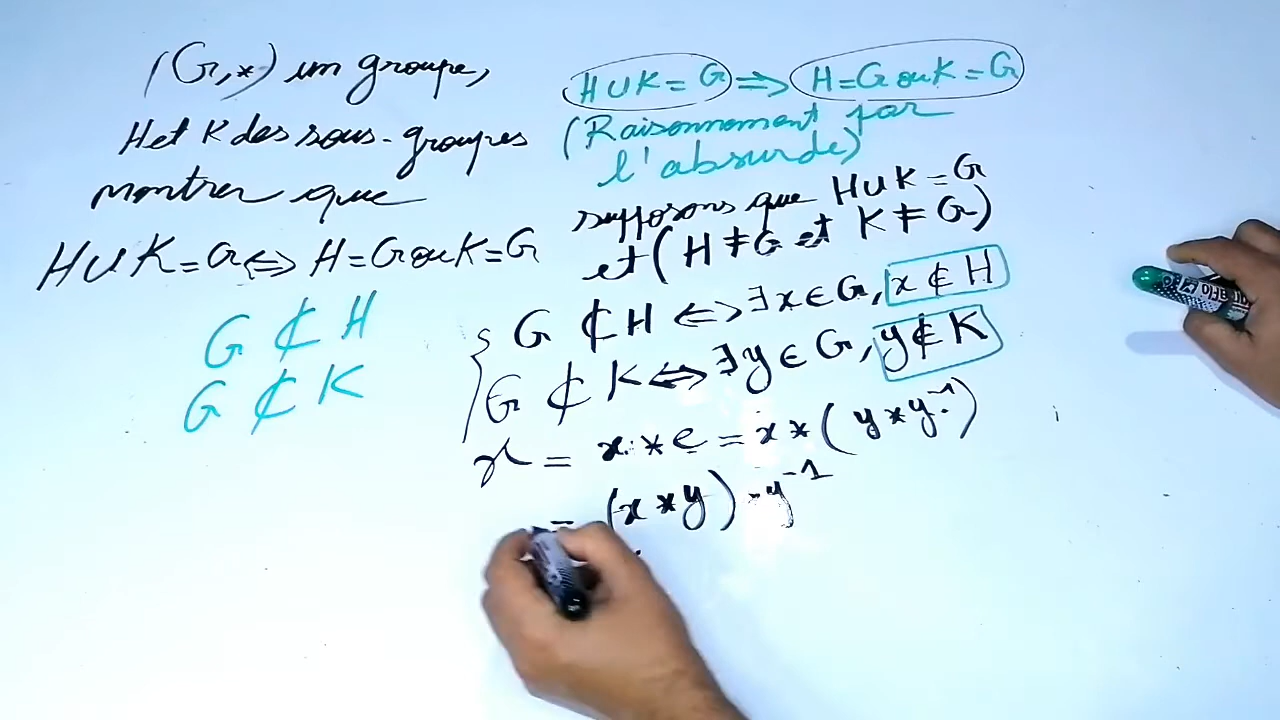 (G,*) un groupe,
H et K des sous-groupes
montrer que
H∪K=G⇔H=G ou K=G
G ⊄ H
G ⊄ K
H∪K=G ⇒ H=G ou K=G
(Raisonnement par
l'absurde)
supposons que H∪K=G
et (H≠G et K≠G)
G ⊄ H ⇔ ∃x∈G, x∉H
G ⊄ K ⇔ ∃y∈G, y∉K
x = x * e = x * (y * y⁻¹)
= (x * y) * y⁻¹